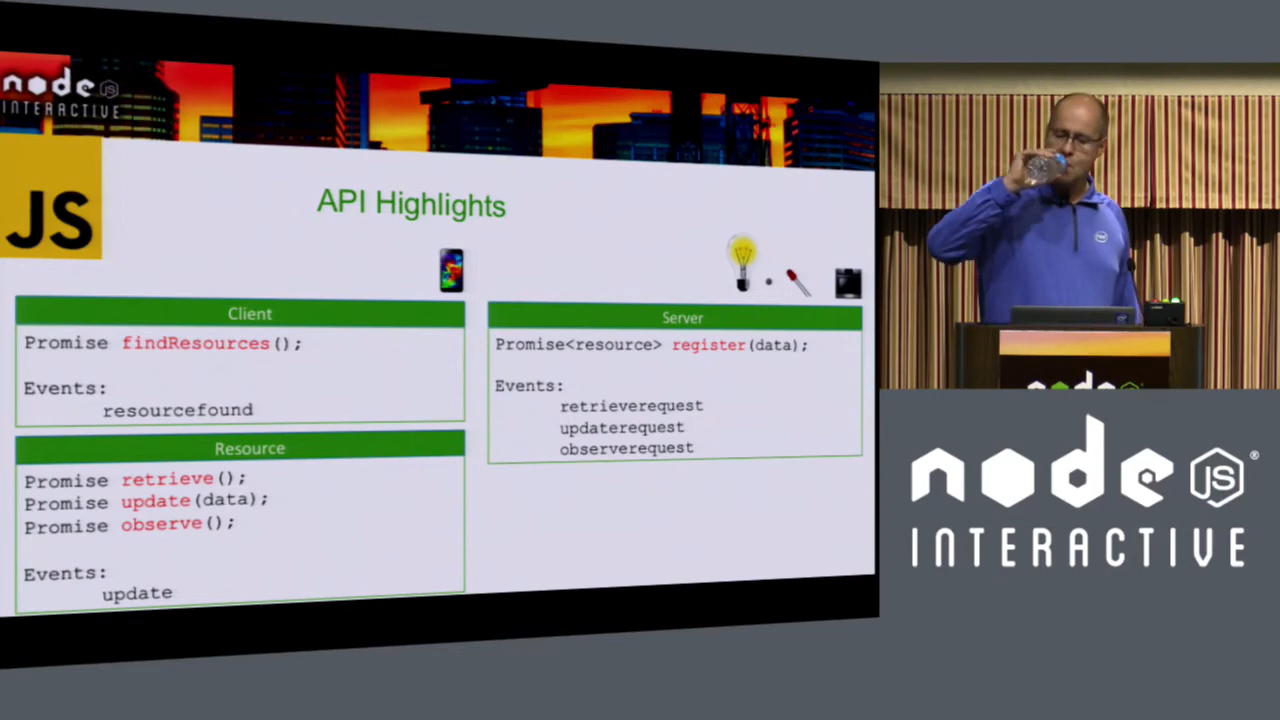 node JS
INTERACTIVE
JS
API Highlights
Client
Promise findResources();
Events:
resourcefound
Resource
Promise retrieve();
Promise update(data);
Promise observe();
Events:
update
Server
Promise<resource> register(data);
Events:
retrieverequest
updaterequest
observerequest
node JS ®
INTERACTIVE